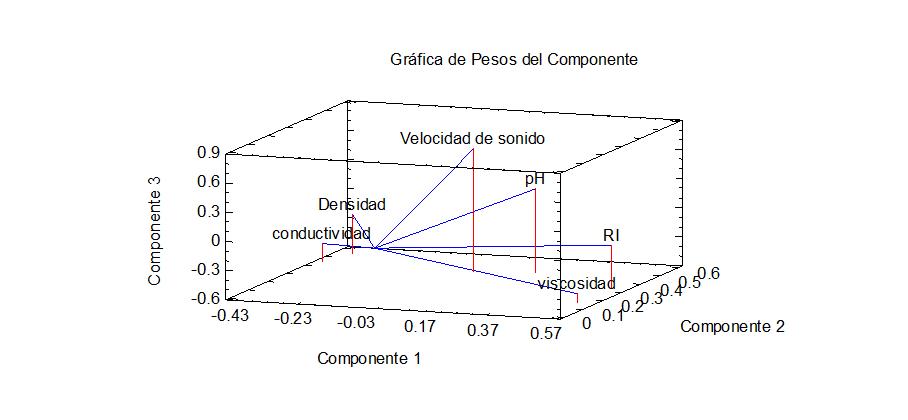 Gráfica de Pesos del Componente
Velocidad de sonido
pH
Densidad
conductividad
RI
viscosidad
Componente 3
0.9
0.6
0.3
0
-0.3
-0.6
-0.43
-0.23
-0.03
0.17
0.37
0.57
Componente 1
0
0.1
0.2
0.3
0.4
0.5
0.6
Componente 2